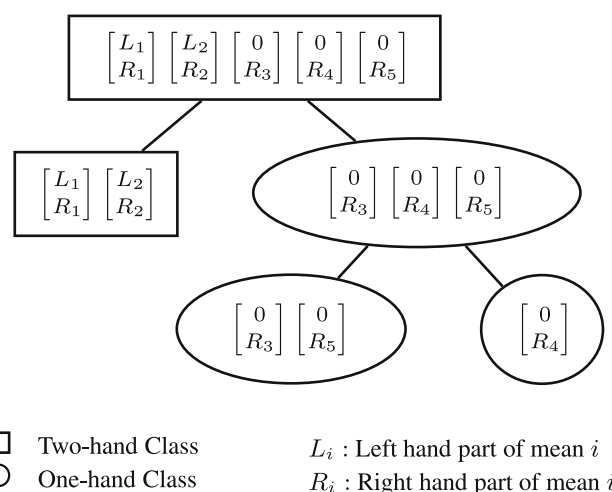 [L₁ R₁] [L₂ R₂] [0 R₃] [0 R₄] [0 R₅]
[L₁ R₁] [L₂ R₂]
[0 R₃] [0 R₄] [0 R₅]
[0 R₃] [0 R₅]
[0 R₄]
Two-hand Class
One-hand Class
Lᵢ : Left hand part of mean i
Rᵢ : Right hand part of mean i